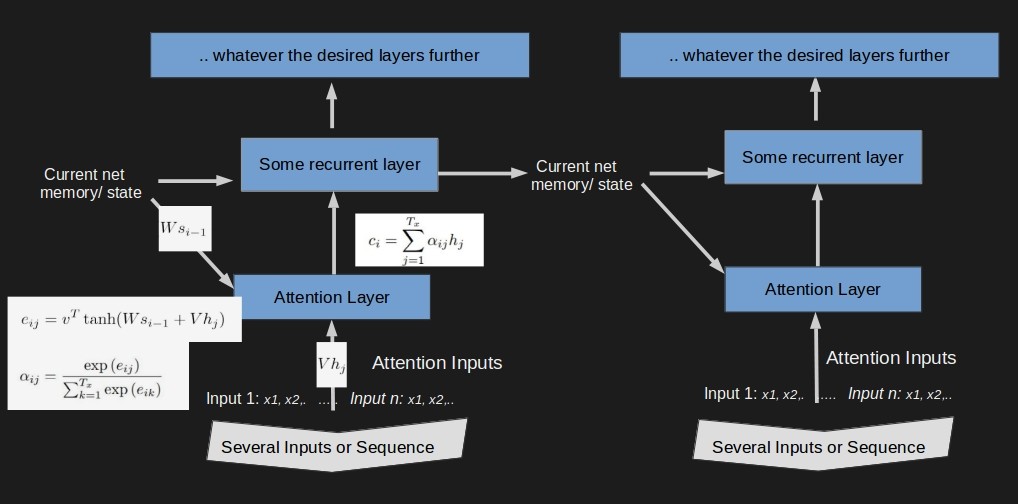 .. whatever the desired layers further
Current net
memory/ state
Some recurrent layer
Ws_{i-1}
c_i = \sum_{j=1}^{T_x} α_{ij} h_j
Attention Layer
e_{ij} = v^T tanh(Ws_{i-1} + Vh_j)
α_{ij} = \frac{exp(e_{ij})}{\sum_{k=1}^{T_x} exp(e_{ik})}
Vh_j
Attention Inputs
Input 1: x1, x2,. ..... Input n: x1, x2,..
Several Inputs or Sequence
.. whatever the desired layers further
Current net
memory/ state
Some recurrent layer
Attention Layer
Attention Inputs
Input 1: x1, x2,. ..... Input n: x1, x2,..
Several Inputs or Sequence